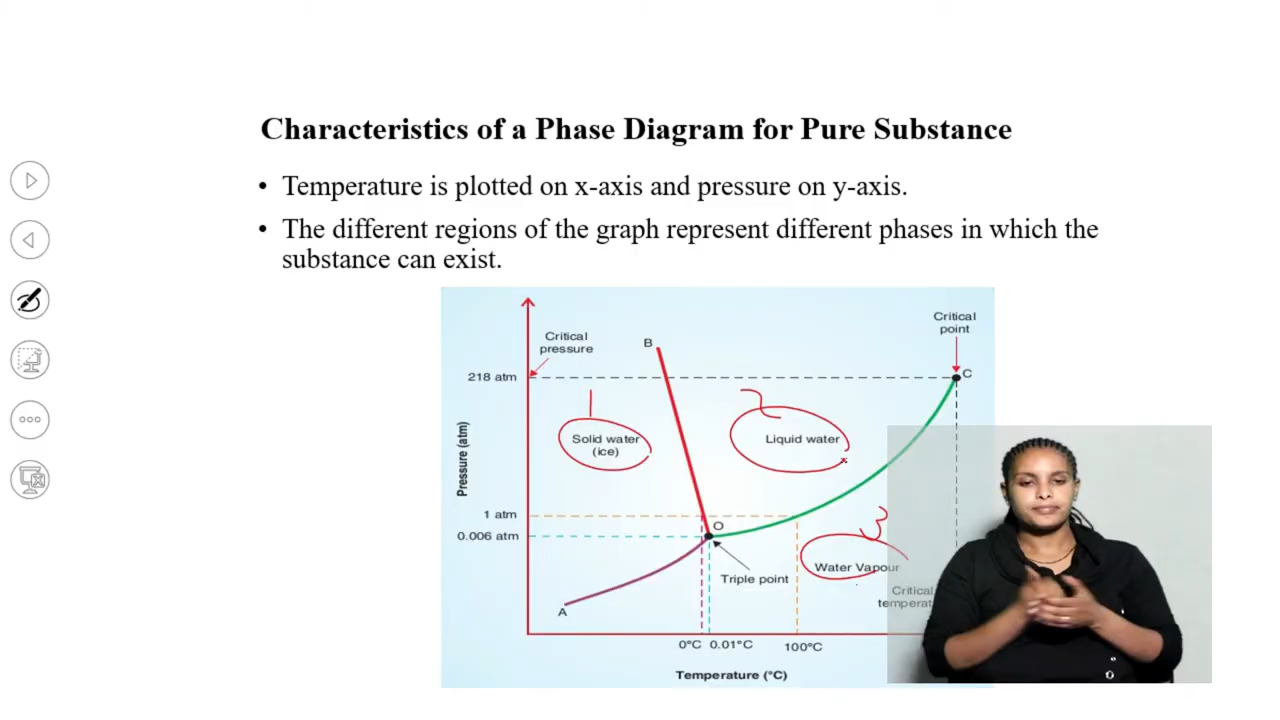 Characteristics of a Phase Diagram for Pure Substance
• Temperature is plotted on x-axis and pressure on y-axis.
• The different regions of the graph represent different phases in which the
substance can exist.
Critical
point
Critical
pressure
B
218 atm
C
1
2
Solid water
(ice)
Liquid water
Pressure (atm)
1 atm
O
3
0.006 atm
Water Vapour
Triple point
Critical
A
0°C 0.01°C 100°C
Temperature (°C)